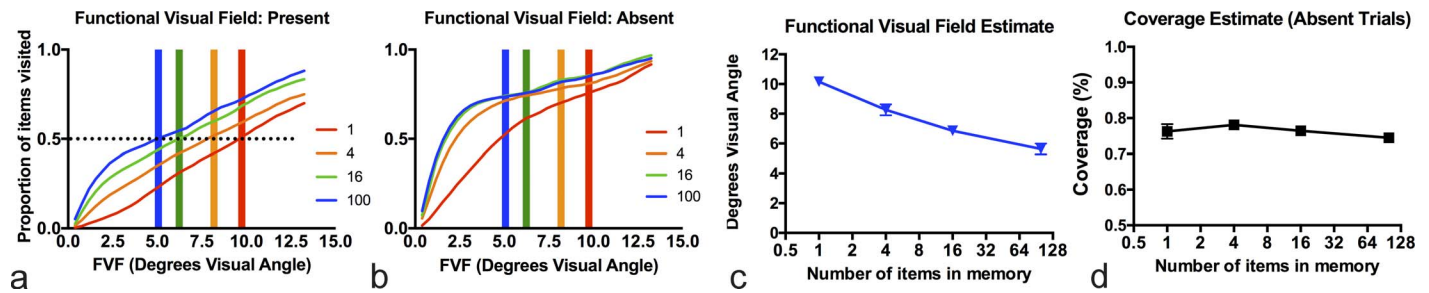 Functional Visual Field: Present
Proportion of items visited
1.0
0.5
0.0
0.0 2.5 5.0 7.5 10.0 12.5 15.0
FVF (Degrees Visual Angle)
1
4
16
100
a
Functional Visual Field: Absent
1.0
0.5
0.0
0.0 2.5 5.0 7.5 10.0 12.5 15.0
FVF (Degrees Visual Angle)
1
4
16
100
b
Functional Visual Field Estimate
Degrees Visual Angle
12
10
8
6
4
2
0
0.5 1 2 4 8 16 32 64 128
Number of items in memory
c
Coverage Estimate (Absent Trials)
Coverage (%)
1.0
0.9
0.8
0.7
0.6
0.5
0.5 1 2 4 8 16 32 64 128
Number of items in memory
d